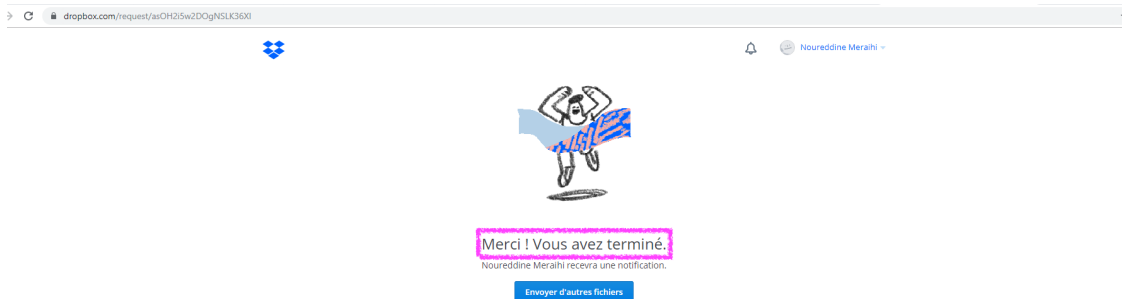 dropbox.com/request/asOH2i5w2DOgNSLK36XI
Noureddine Meraihi
Merci ! Vous avez terminé.
Noureddine Meraihi recevra une notification.
Envoyer d'autres fichiers